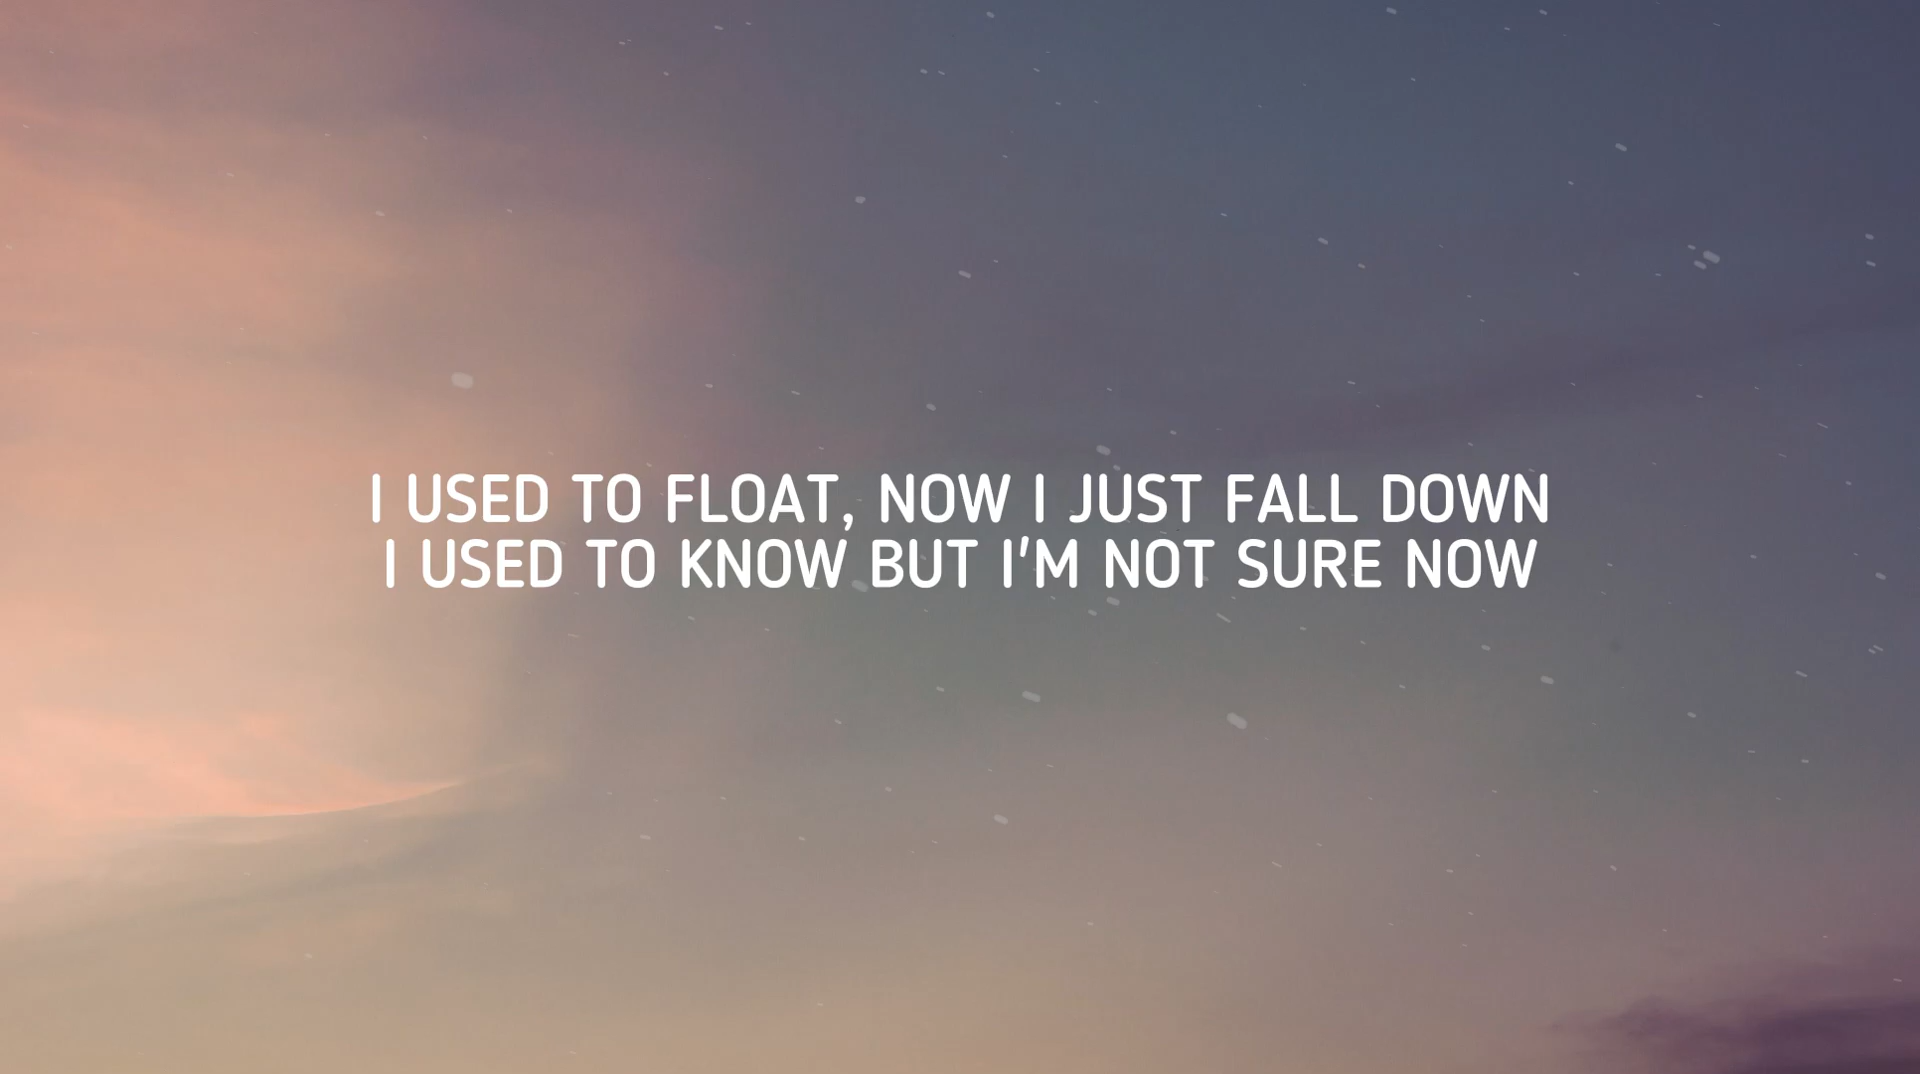 I USED TO FLOAT, NOW I JUST FALL DOWN
I USED TO KNOW BUT I'M NOT SURE NOW